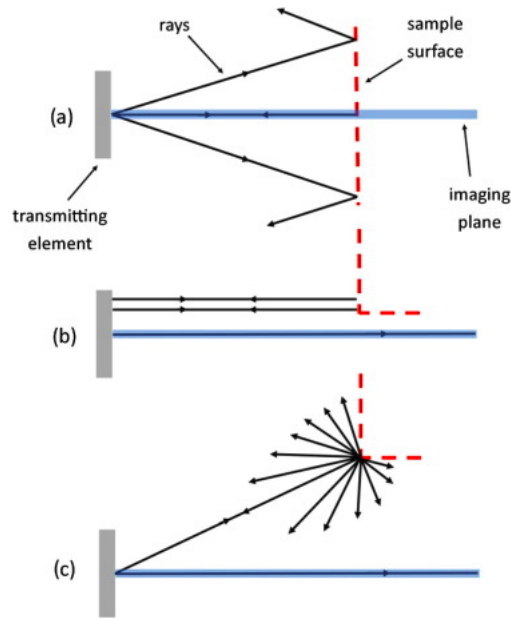 rays
sample
surface
(a)
transmitting
element
imaging
plane
(b)
(c)